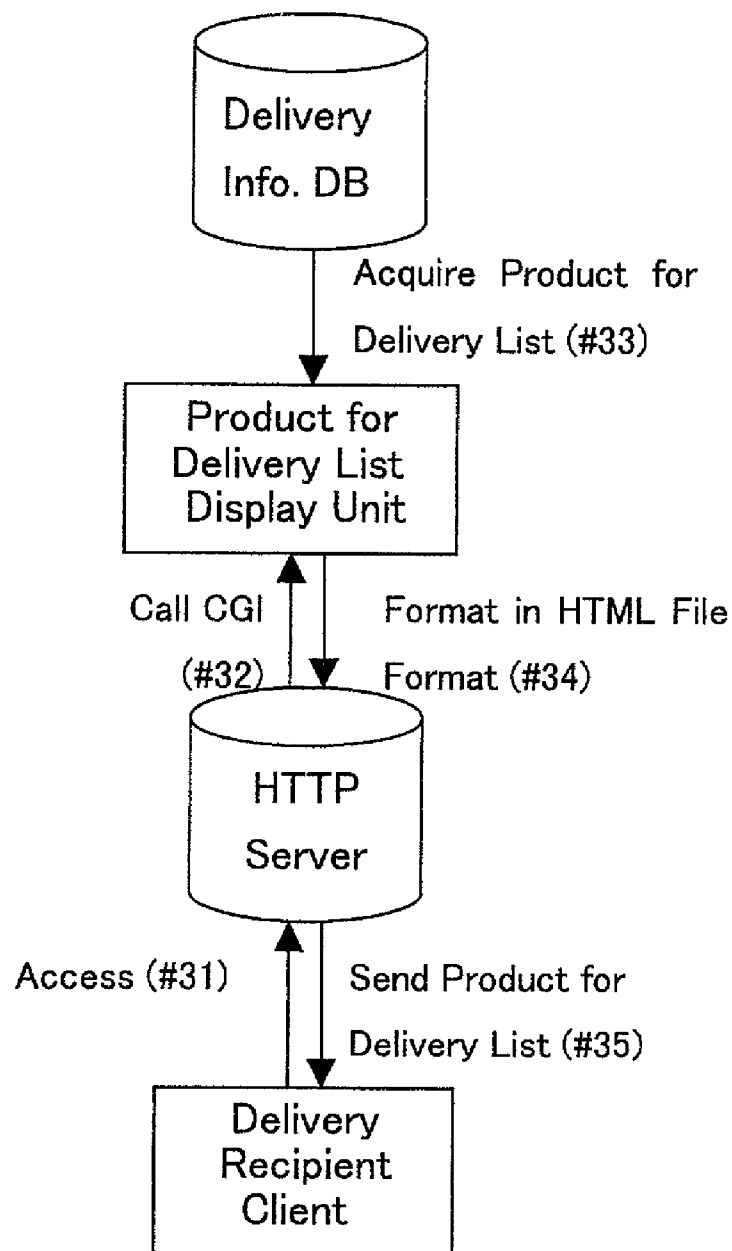 Delivery
Info. DB
Acquire Product for
Delivery List (#33)
Product for
Delivery List
Display Unit
Call CGI
(#32)
Format in HTML File
Format (#34)
HTTP
Server
Access (#31)
Send Product for
Delivery List (#35)
Delivery
Recipient
Client